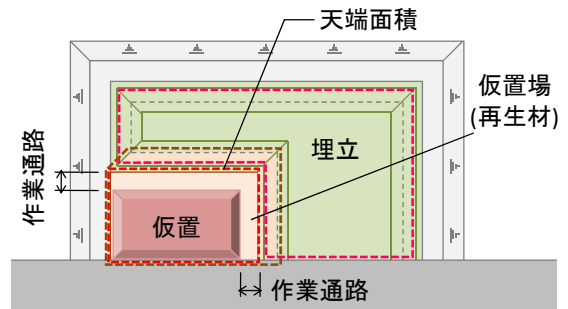 天端面積
仮置場
(再生材)
埋立
作業通路
仮置
作業通路